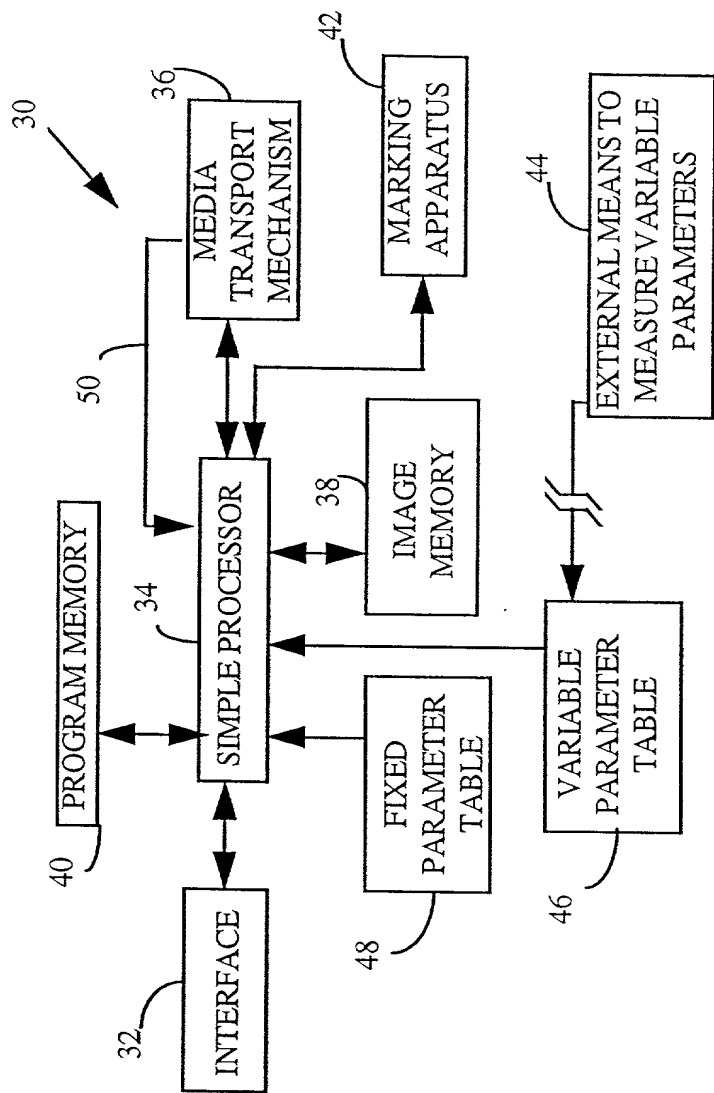 30
50
36
MEDIA
TRANSPORT
MECHANISM
42
MARKING
APPARATUS
44
EXTERNAL MEANS TO
MEASURE VARIABLE
PARAMETERS
40
PROGRAM MEMORY
34
SIMPLE PROCESSOR
38
IMAGE
MEMORY
32
INTERFACE
48
FIXED
PARAMETER
TABLE
46
VARIABLE
PARAMETER
TABLE